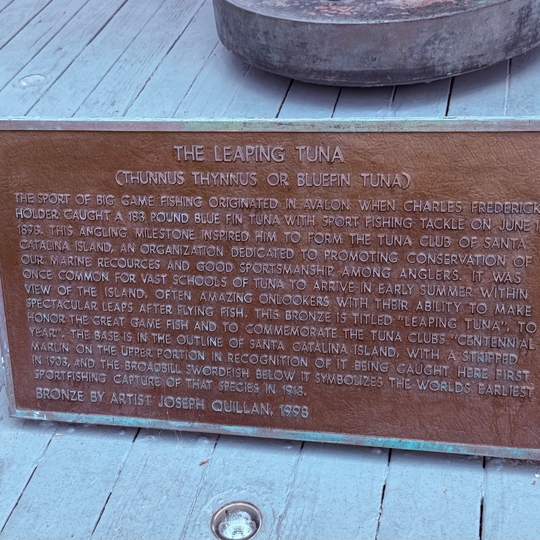 THE LEAPING TUNA
(THUNNUS THYNNUS OR BLUEFIN TUNA)
THE SPORT OF BIG GAME FISHING ORIGINATED IN AVALON WHEN CHARLES FREDERICK
HOLDER CAUGHT A 183 POUND BLUE FIN TUNA WITH SPORT FISHING TACKLE ON JUNE 1
1898. THIS ANGLING MILESTONE INSPIRED HIM TO FORM THE TUNA CLUB OF SANTA
CATALINA ISLAND, AN ORGANIZATION DEDICATED TO PROMOTING CONSERVATION OF
OUR MARINE RECOURCES AND GOOD SPORTSMANSHIP AMONG ANGLERS. IT WAS
ONCE COMMON FOR VAST SCHOOLS OF TUNA TO ARRIVE IN EARLY SUMMER WITHIN
VIEW OF THE ISLAND, OFTEN AMAZING ONLOOKERS WITH THEIR ABILITY TO MAKE
SPECTACULAR LEAPS AFTER FLYING FISH. THIS BRONZE IS TITLED "LEAPING TUNA", TO
HONOR THE GREAT GAME FISH AND TO COMMEMORATE THE TUNA CLUBS "CENTENNIAL
YEAR". THE BASE IS IN THE OUTLINE OF SANTA CATALINA ISLAND, WITH A STRIPPED
MARLIN ON THE UPPER PORTION IN RECOGNITION OF IT BEING CAUGHT HERE FIRST
IN 1903, AND THE BROADBILL SWORDFISH BELOW IT SYMBOLIZES THE WORLDS EARLIEST
SPORTFISHING CAPTURE OF THAT SPECIES IN 1913.
BRONZE BY ARTIST JOSEPH QUILLAN, 1998